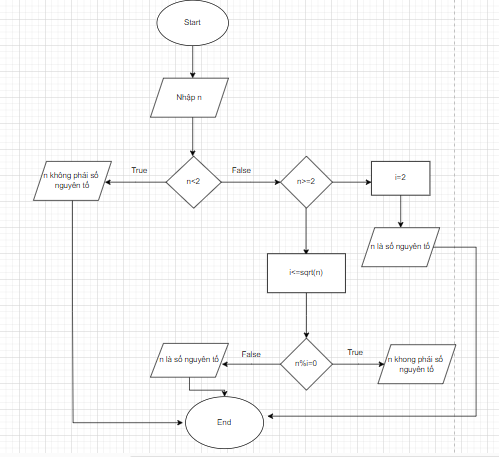 Start
Nhập n
n<2
True
False
n không phải số
nguyên tố
n>=2
i=2
n là số nguyên tố
i<=sqrt(n)
n%i=0
False
True
n là số nguyên tố
n khong phải số
nguyên tố
End